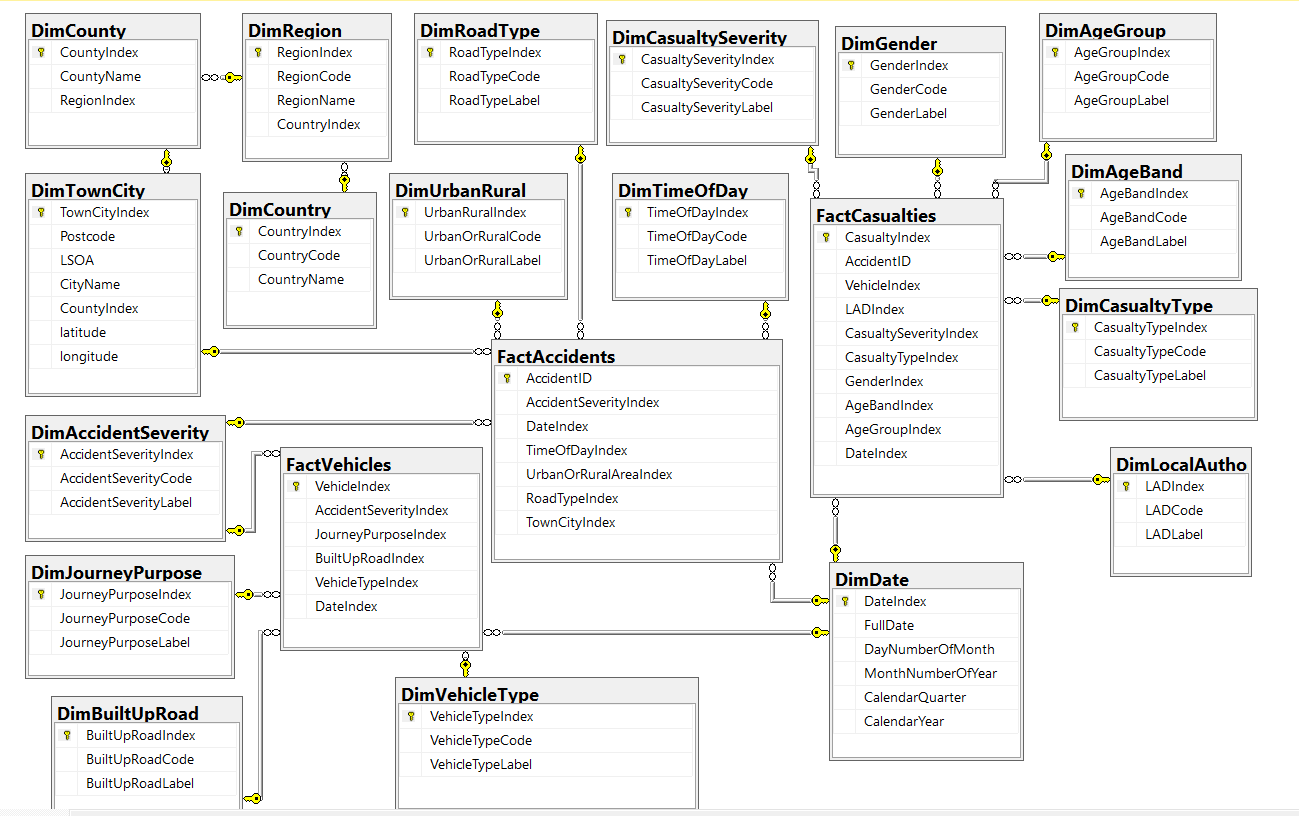 DimCounty
CountyIndex
CountyName
RegionIndex
DimRegion
RegionIndex
RegionCode
RegionName
CountryIndex
DimRoadType
RoadTypeIndex
RoadTypeCode
RoadTypeLabel
DimCasualtySeverity
CasualtySeverityIndex
CasualtySeverityCode
CasualtySeverityLabel
DimGender
GenderIndex
GenderCode
GenderLabel
DimAgeGroup
AgeGroupIndex
AgeGroupCode
AgeGroupLabel
DimTownCity
TownCityIndex
Postcode
LSOA
CityName
CountyIndex
latitude
longitude
DimCountry
CountryIndex
CountryCode
CountryName
DimUrbanRural
UrbanRuralIndex
UrbanOrRuralCode
UrbanOrRuralLabel
DimTimeOfDay
TimeOfDayIndex
TimeOfDayCode
TimeOfDayLabel
FactCasualties
CasualtyIndex
AccidentID
VehicleIndex
LADIndex
CasualtySeverityIndex
CasualtyTypeIndex
GenderIndex
AgeBandIndex
AgeGroupIndex
DateIndex
DimAgeBand
AgeBandIndex
AgeBandCode
AgeBandLabel
DimCasualtyType
CasualtyTypeIndex
CasualtyTypeCode
CasualtyTypeLabel
FactAccidents
AccidentID
AccidentSeverityIndex
DateIndex
TimeOfDayIndex
UrbanOrRuralAreaIndex
RoadTypeIndex
TownCityIndex
DimAccidentSeverity
AccidentSeverityIndex
AccidentSeverityCode
AccidentSeverityLabel
FactVehicles
VehicleIndex
AccidentSeverityIndex
JourneyPurposeIndex
BuiltUpRoadIndex
VehicleTypeIndex
DateIndex
DimLocalAutho
LADIndex
LADCode
LADLabel
DimJourneyPurpose
JourneyPurposeIndex
JourneyPurposeCode
JourneyPurposeLabel
DimDate
DateIndex
FullDate
DayNumberOfMonth
MonthNumberOfYear
CalendarQuarter
CalendarYear
DimBuiltUpRoad
BuiltUpRoadIndex
BuiltUpRoadCode
BuiltUpRoadLabel
DimVehicleType
VehicleTypeIndex
VehicleTypeCode
VehicleTypeLabel